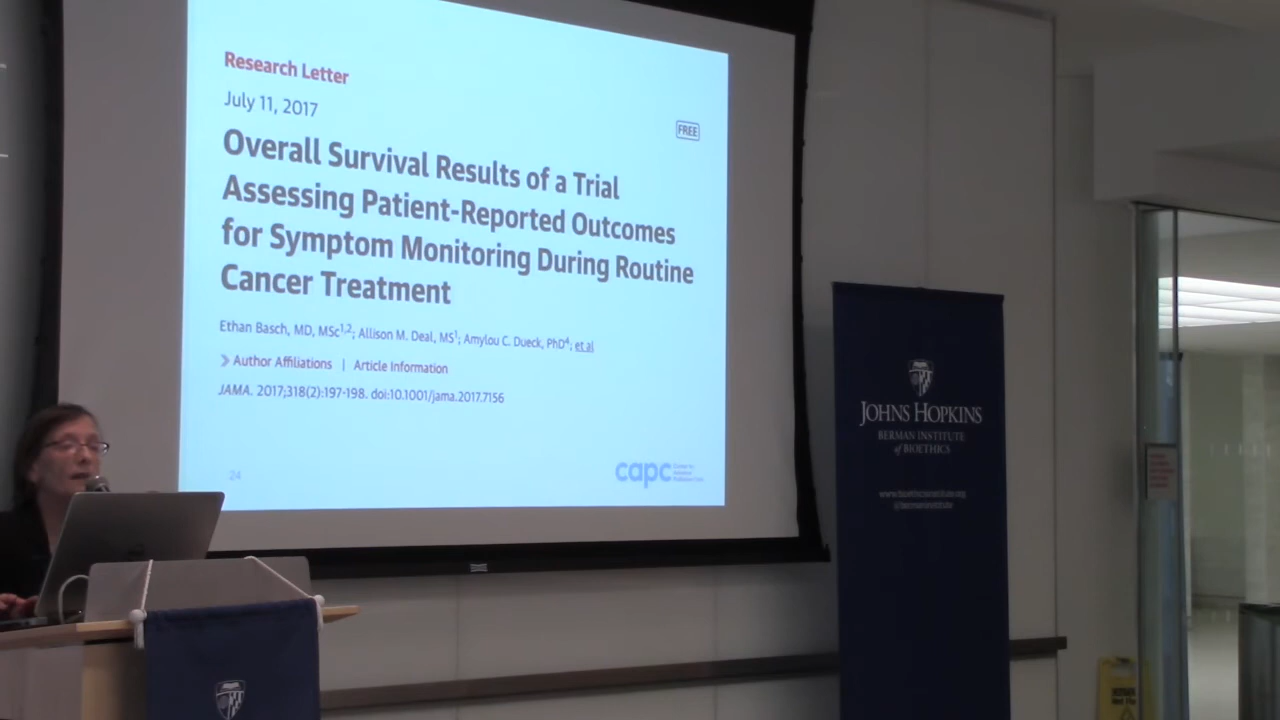 Research Letter
July 11, 2017
FREE
Overall Survival Results of a Trial
Assessing Patient-Reported Outcomes
for Symptom Monitoring During Routine
Cancer Treatment
Ethan Basch, MD, MSc1,2; Allison M. Deal, MS1; Amylou C. Dueck, PhD4; et al
Author Affiliations | Article Information
JAMA. 2017;318(2):197-198. doi:10.1001/jama.2017.7156
24
capc
JOHNS HOPKINS
BERMAN INSTITUTE
of BIOETHICS